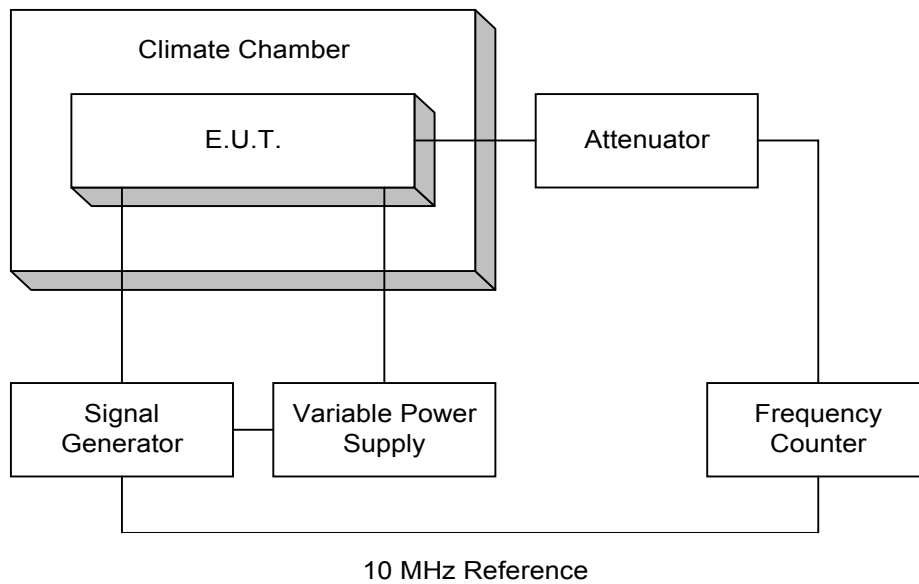 Climate Chamber
E.U.T.
Attenuator
Signal
Generator
Variable Power
Supply
Frequency
Counter
10 MHz Reference